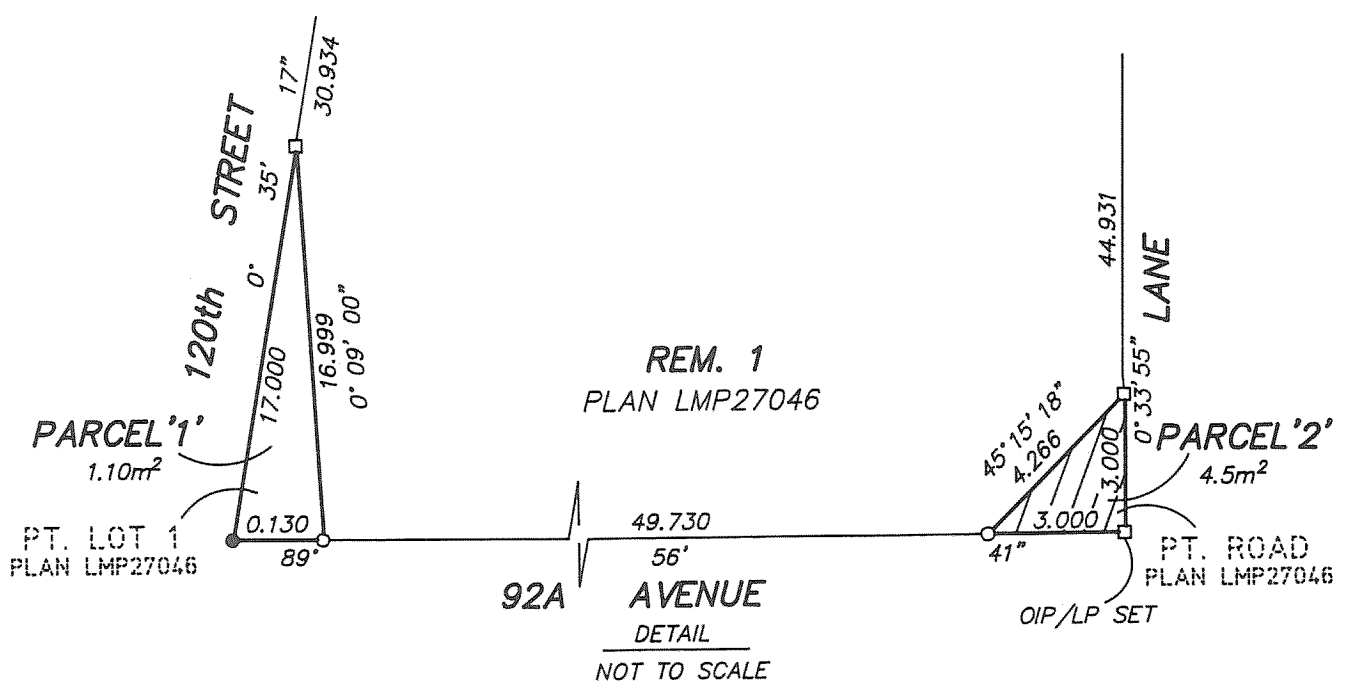 17"
30.934
120th STREET
0° 35'
17.000
16.999
0° 09' 00"
44.931
LANE
REM. 1
PLAN LMP27046
PARCEL'1'
1.10m²
PT. LOT 1
PLAN LMP27046
0.130
89°
49.730
56'
41"
45° 15' 18"
4.266
3.000
3.000
0° 33' 55"
PARCEL'2'
4.5m²
PT. ROAD
PLAN LMP27046
OIP/LP SET
92A AVENUE
DETAIL
NOT TO SCALE